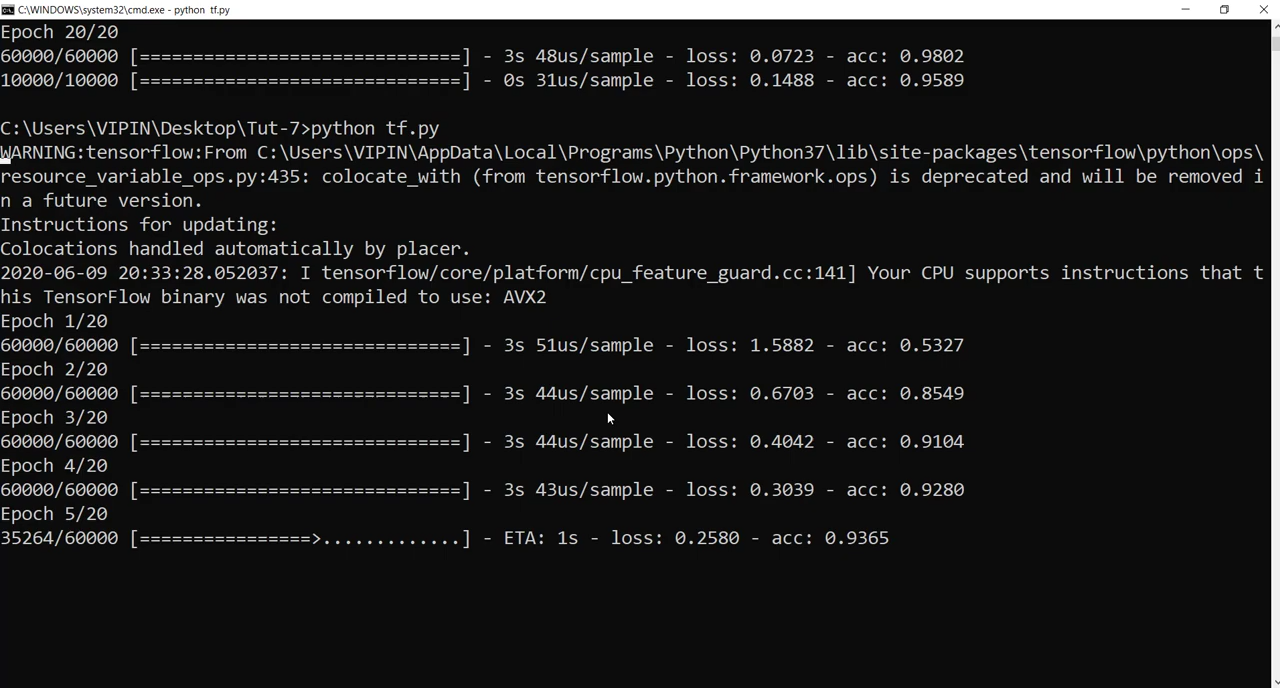 C:\WINDOWS\system32\cmd.exe - python tf.py
Epoch 20/20
60000/60000 [==============================] - 3s 48us/sample - loss: 0.0723 - acc: 0.9802
10000/10000 [==============================] - 0s 31us/sample - loss: 0.1488 - acc: 0.9589
C:\Users\VIPIN\Desktop\Tut-7>python tf.py
WARNING:tensorflow:From C:\Users\VIPIN\AppData\Local\Programs\Python\Python37\lib\site-packages\tensorflow\python\ops\
resource_variable_ops.py:435: colocate_with (from tensorflow.python.framework.ops) is deprecated and will be removed i
n a future version.
Instructions for updating:
Colocations handled automatically by placer.
2020-06-09 20:33:28.052037: I tensorflow/core/platform/cpu_feature_guard.cc:141] Your CPU supports instructions that t
his TensorFlow binary was not compiled to use: AVX2
Epoch 1/20
60000/60000 [==============================] - 3s 51us/sample - loss: 1.5882 - acc: 0.5327
Epoch 2/20
60000/60000 [==============================] - 3s 44us/sample - loss: 0.6703 - acc: 0.8549
Epoch 3/20
60000/60000 [==============================] - 3s 44us/sample - loss: 0.4042 - acc: 0.9104
Epoch 4/20
60000/60000 [==============================] - 3s 43us/sample - loss: 0.3039 - acc: 0.9280
Epoch 5/20
35264/60000 [================>.............] - ETA: 1s - loss: 0.2580 - acc: 0.9365